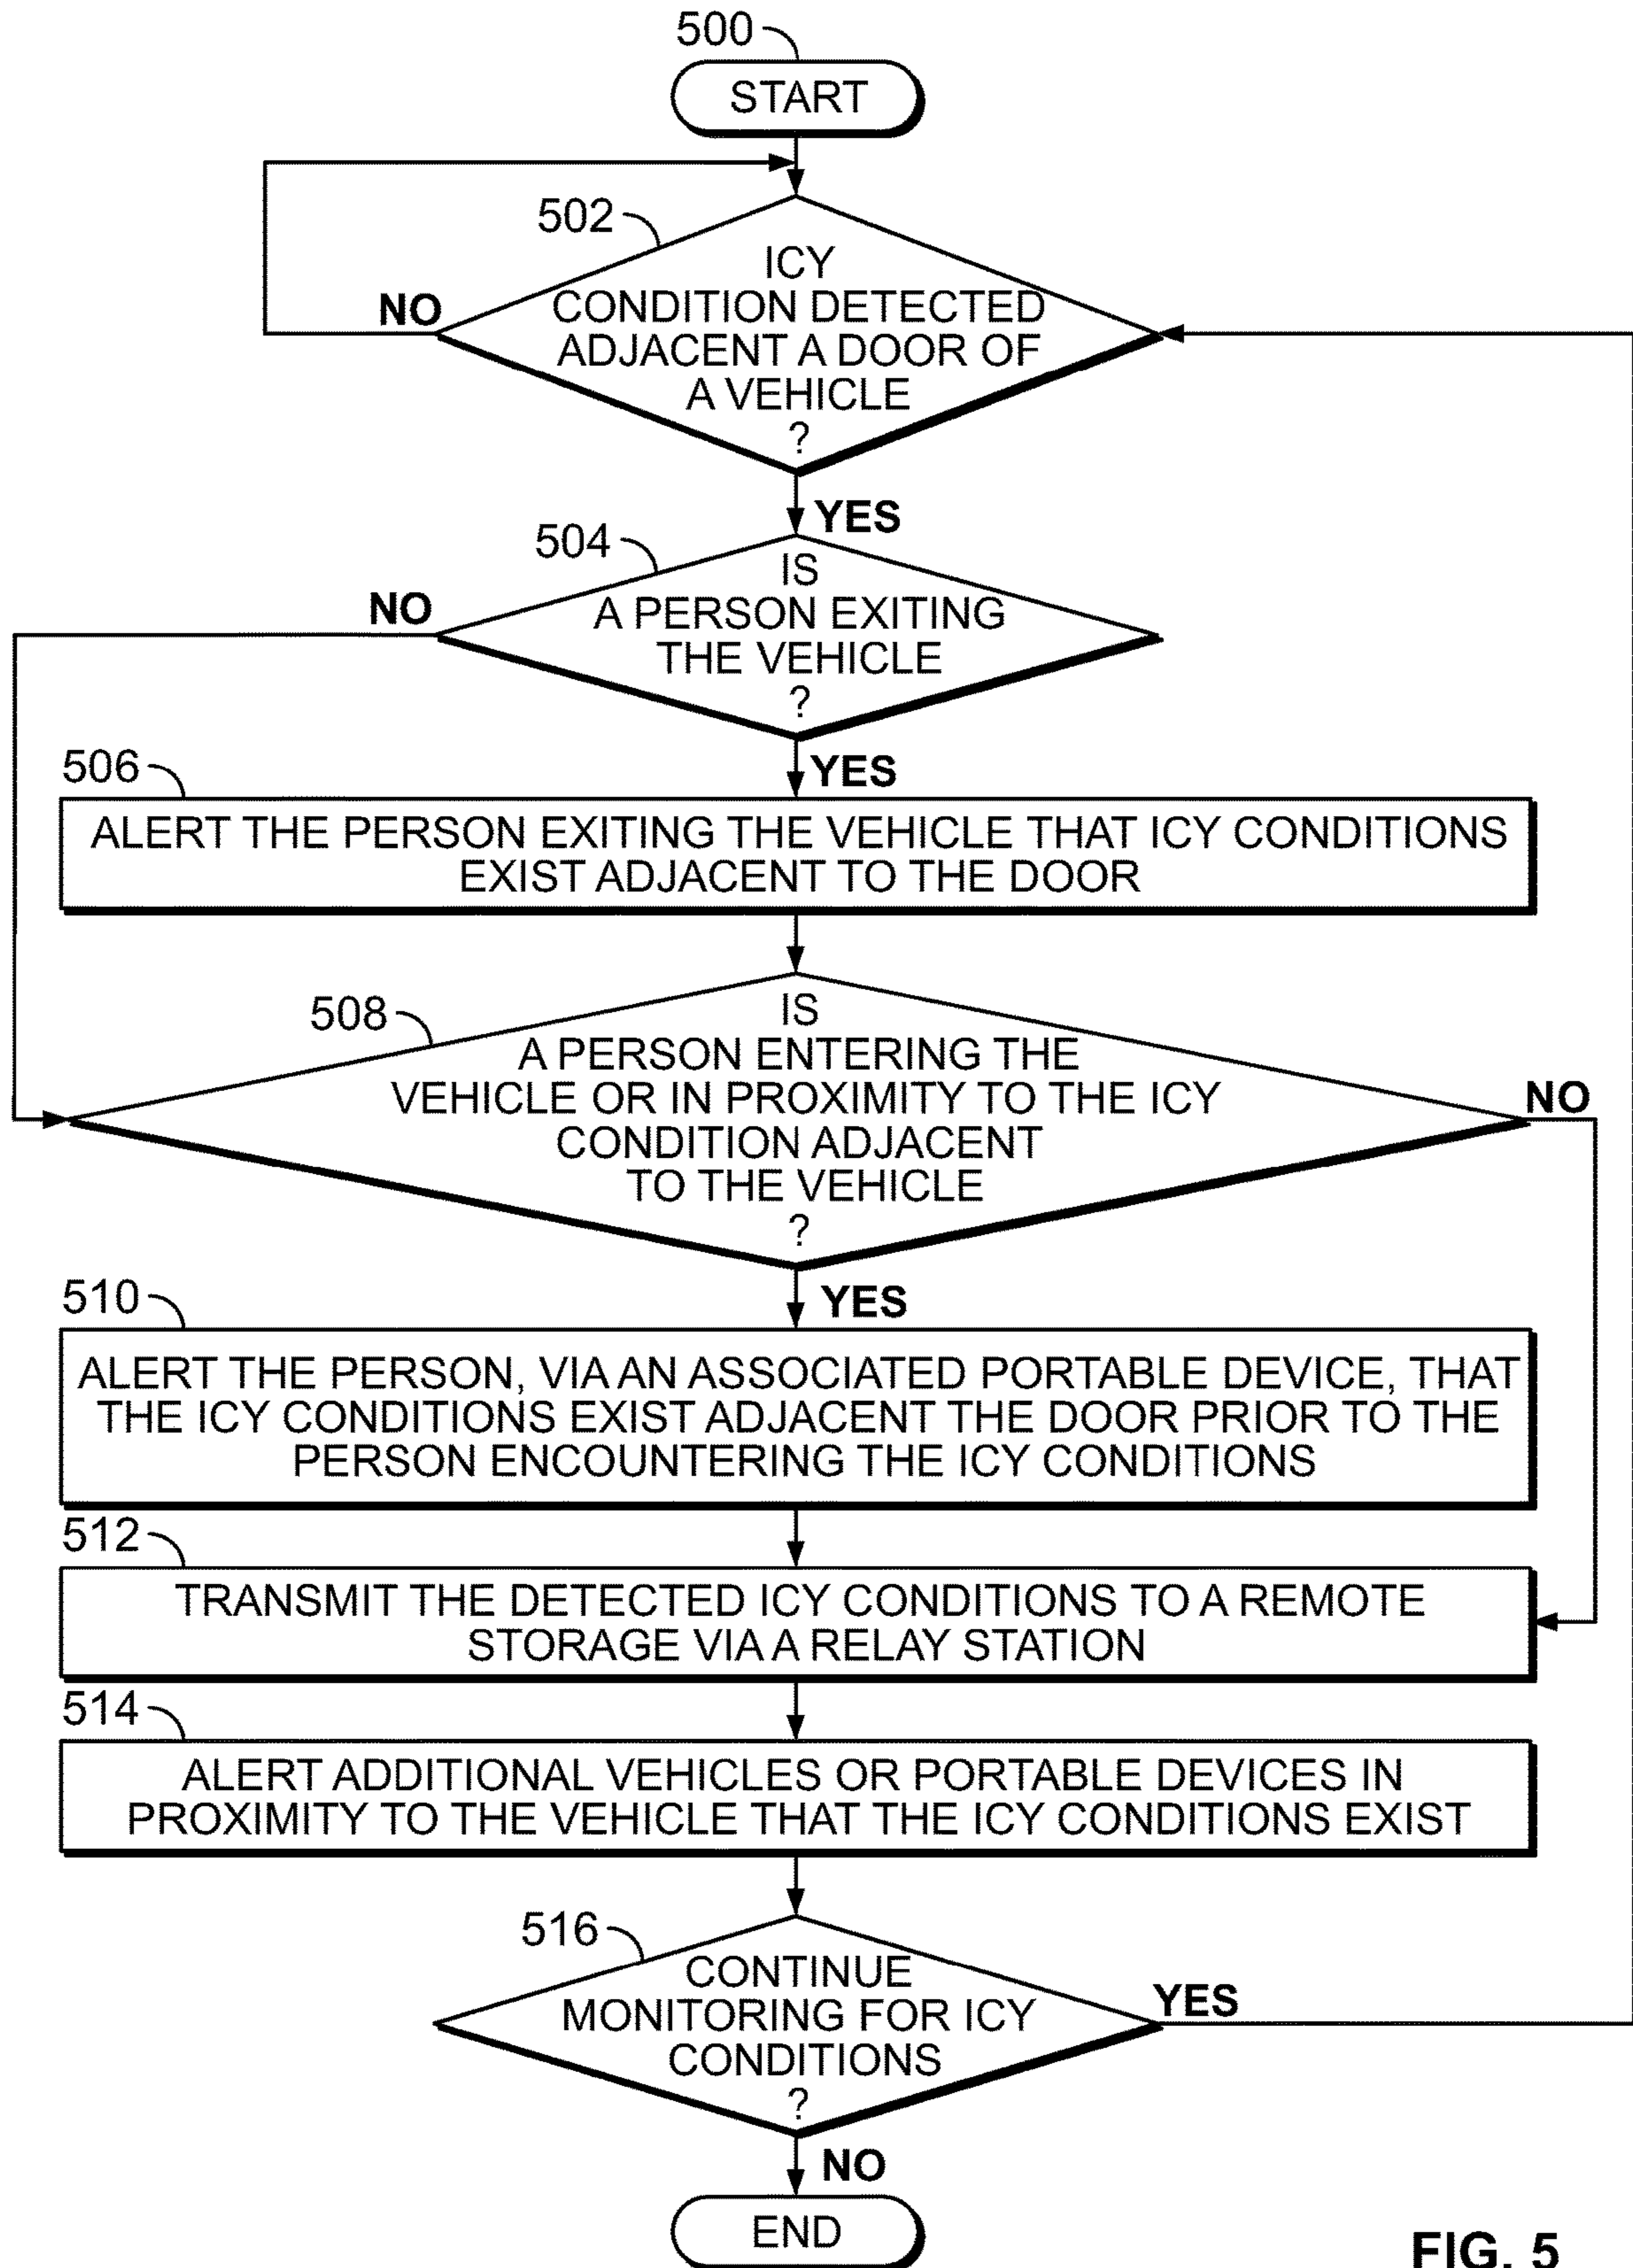 500
START
502
ICY
CONDITION DETECTED
ADJACENT A DOOR OF
A VEHICLE
?
NO
YES
504
IS
A PERSON EXITING
THE VEHICLE
?
NO
YES
506
ALERT THE PERSON EXITING THE VEHICLE THAT ICY CONDITIONS
EXIST ADJACENT TO THE DOOR
508
IS
A PERSON ENTERING THE
VEHICLE OR IN PROXIMITY TO THE ICY
CONDITION ADJACENT
TO THE VEHICLE
?
NO
YES
510
ALERT THE PERSON, VIA AN ASSOCIATED PORTABLE DEVICE, THAT
THE ICY CONDITIONS EXIST ADJACENT THE DOOR PRIOR TO THE
PERSON ENCOUNTERING THE ICY CONDITIONS
512
TRANSMIT THE DETECTED ICY CONDITIONS TO A REMOTE
STORAGE VIA A RELAY STATION
514
ALERT ADDITIONAL VEHICLES OR PORTABLE DEVICES IN
PROXIMITY TO THE VEHICLE THAT THE ICY CONDITIONS EXIST
516
CONTINUE
MONITORING FOR ICY
CONDITIONS
?
YES
NO
END
FIG. 5